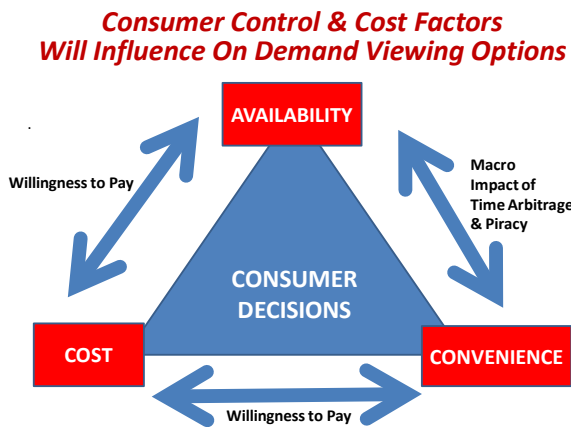 Consumer Control & Cost Factors
Will Influence On Demand Viewing Options
AVAILABILITY
.
Willingness to Pay
Macro
Impact of
Time Arbitrage
& Piracy
CONSUMER
DECISIONS
COST
CONVENIENCE
Willingness to Pay